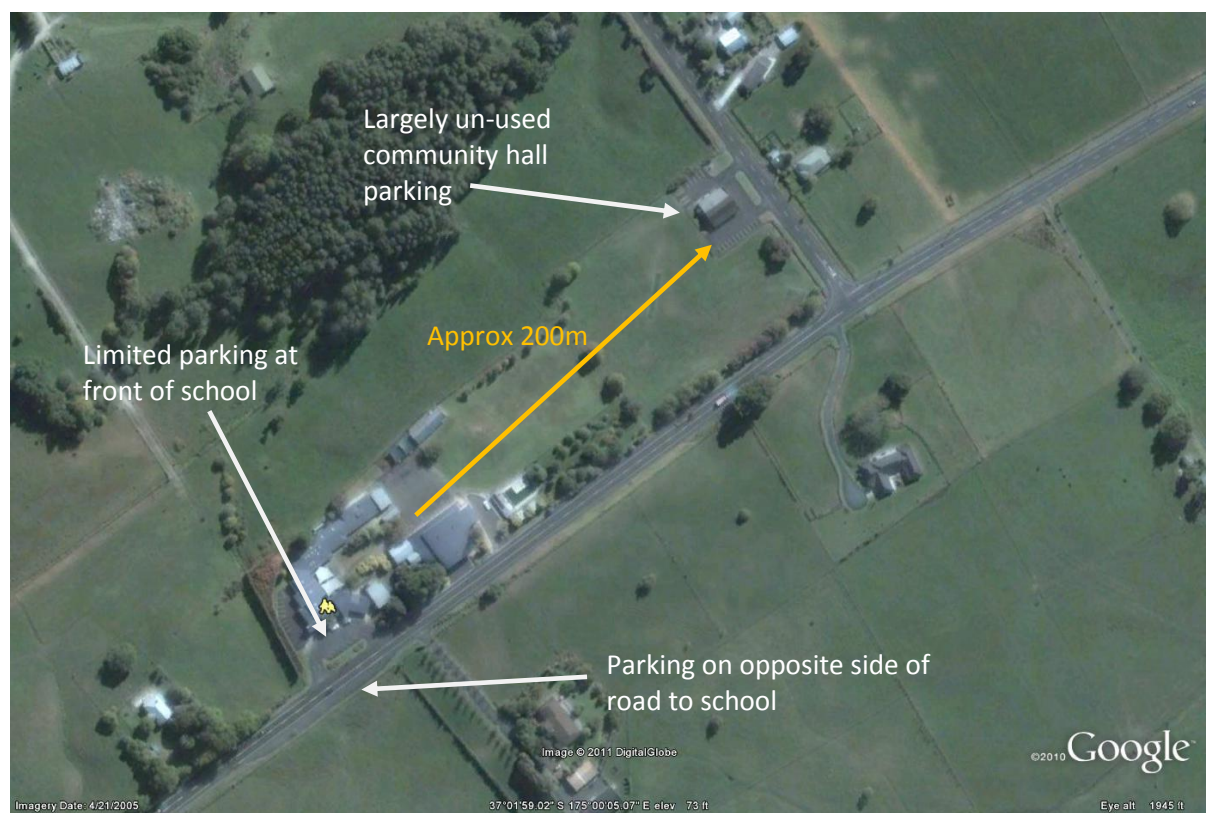 Largely un-used
community hall
parking
Approx 200m
Limited parking at
front of school
Parking on opposite side of
road to school
Image © 2011 DigitalGlobe
©2010 Google
Imagery Date: 4/21/2005
37°01'59.02" S 175°00'05.07" E elev 73 ft
Eye alt 1945 ft